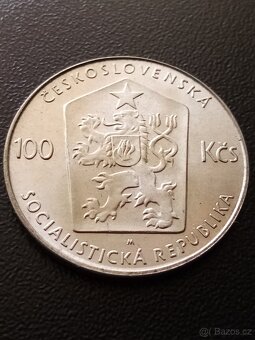 ČESKOSLOVENSKÁ
100 Kčs
M
SOCIALISTICKÁ REPUBLIKA
Bazos.cz